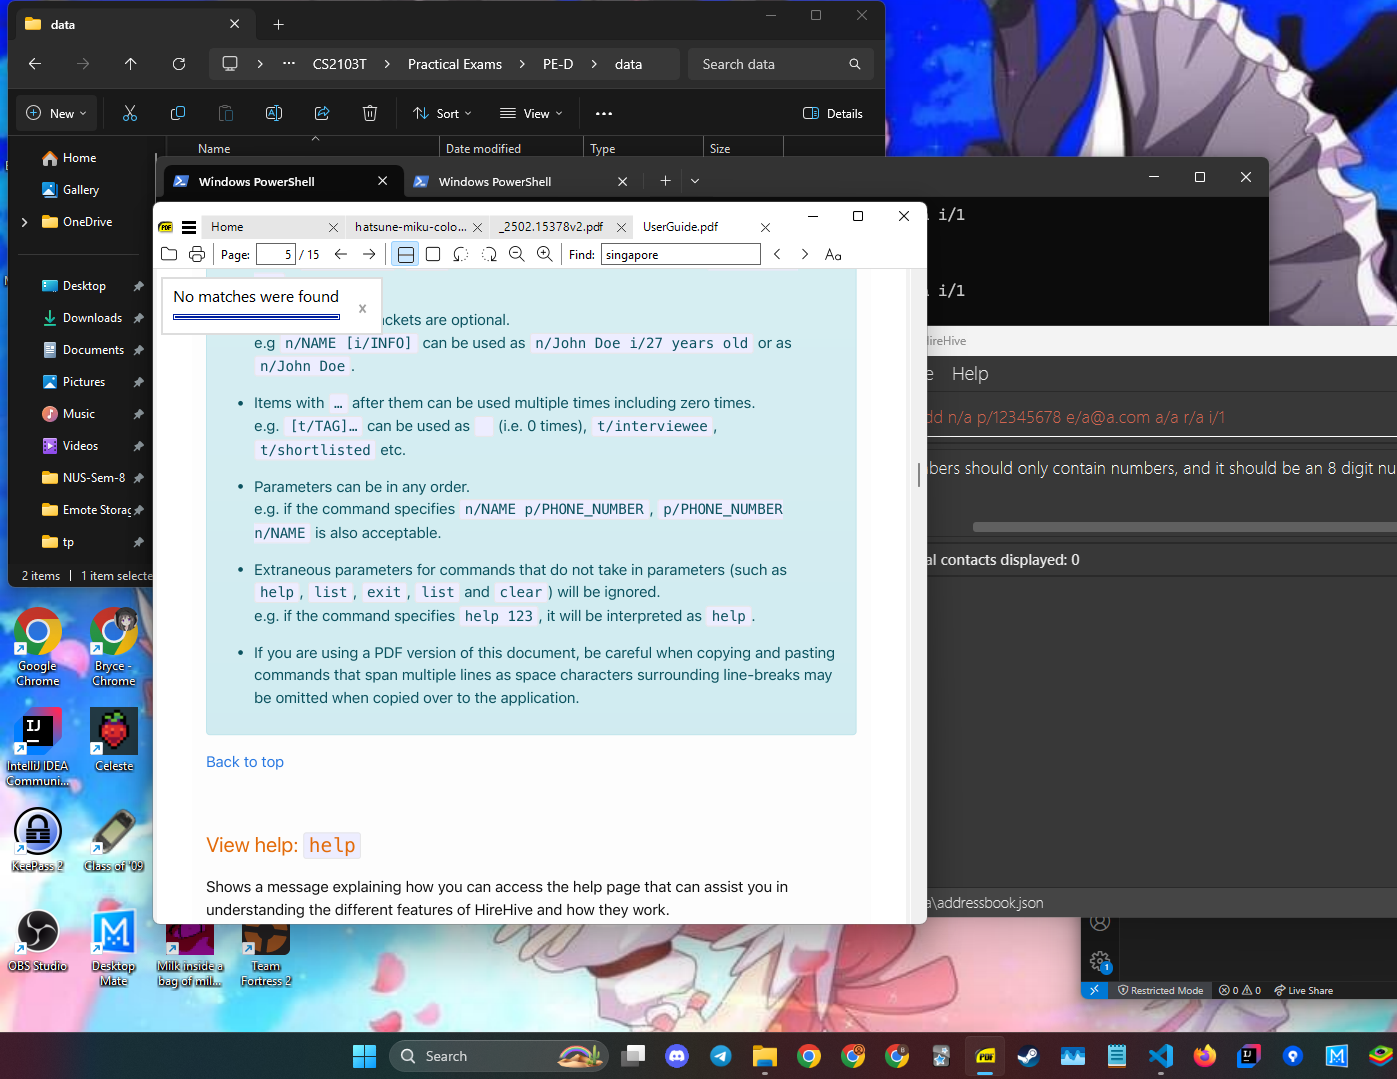 data
CS2103T
Practical Exams
PE-D
data
Search data
New
Sort
View
Details
Name
Date modified
Type
Size
Home
Gallery
OneDrive
Desktop
Downloads
Documents
Pictures
Music
Videos
NUS-Sem-8
Emote Storag
tp
2 items
1 item selecte
Windows PowerShell
Windows PowerShell
i/1
i/1
Home
hatsune-miku-colo...
_2502.15378v2.pdf
UserGuide.pdf
Page:
5 / 15
Find:
singapore
Aa
No matches were found
x
ckets are optional.
e.g n/NAME [i/INFO] can be used as n/John Doe i/27 years old or as
n/John Doe.
• Items with … after them can be used multiple times including zero times.
e.g. [t/TAG]… can be used as (i.e. 0 times), t/interviewee,
t/shortlisted etc.
• Parameters can be in any order.
e.g. if the command specifies n/NAME p/PHONE_NUMBER, p/PHONE_NUMBER
n/NAME is also acceptable.
• Extraneous parameters for commands that do not take in parameters (such as
help, list, exit, list and clear) will be ignored.
e.g. if the command specifies help 123, it will be interpreted as help.
• If you are using a PDF version of this document, be careful when copying and pasting
commands that span multiple lines as space characters surrounding line-breaks may
be omitted when copied over to the application.
Back to top
View help: help
Shows a message explaining how you can access the help page that can assist you in
understanding the different features of HireHive and how they work.
HireHive
e Help
dd n/a p/12345678 e/a@a.com a/a r/a i/1
bers should only contain numbers, and it should be an 8 digit nu
al contacts displayed: 0
a\addressbook.json
1
Restricted Mode
0
0
Live Share
Google
Chrome
Bryce -
Chrome
IJ
IntelliJ IDEA
Communi...
Celeste
KeePass 2
Class of '09
OBS Studio
Desktop
Mate
Milk inside a
bag of mil...
Team
Fortress 2
Search
PDF